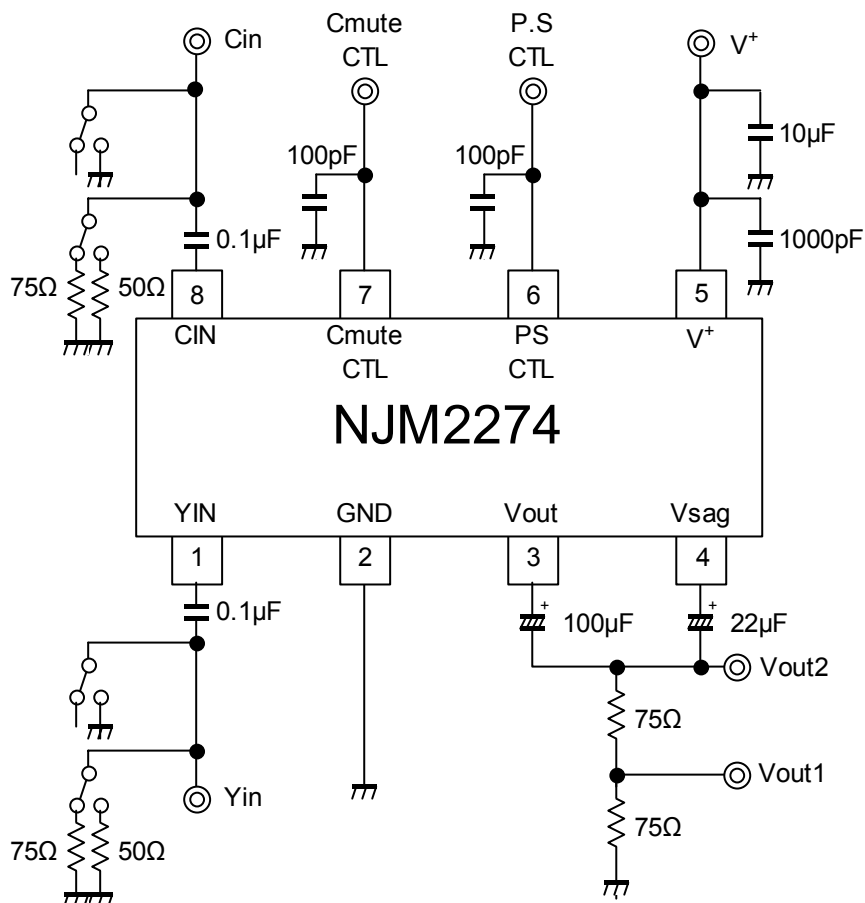 Cin
Cmute
CTL
P.S
CTL
V⁺
100pF
100pF
10µF
0.1µF
1000pF
75Ω
50Ω
8
7
6
5
CIN
Cmute
CTL
PS
CTL
V⁺
NJM2274
YIN
GND
Vout
Vsag
1
2
3
4
0.1µF
+
100µF
+
22µF
Vout2
75Ω
Vout1
Yin
75Ω
75Ω
50Ω